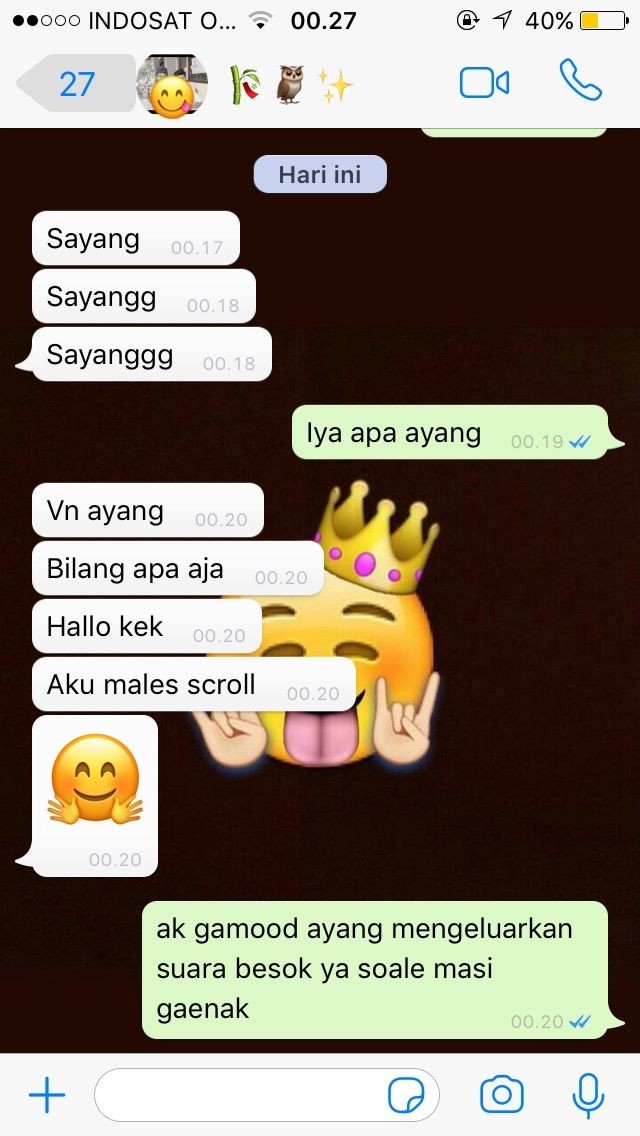 INDOSAT O... 00.27 40%
27
Hari ini
Sayang 00.17
Sayangg 00.18
Sayanggg 00.18
Iya apa ayang 00.19
Vn ayang 00.20
Bilang apa aja 00.20
Hallo kek 00.20
Aku males scroll 00.20
00.20
ak gamood ayang mengeluarkan
suara besok ya soale masi
gaenak 00.20